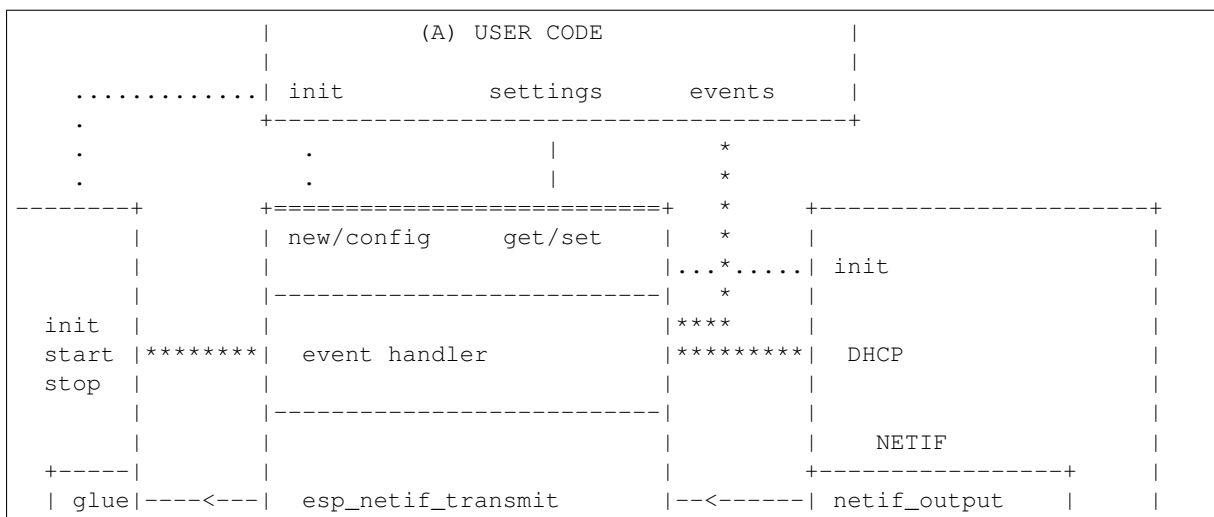 (A) USER CODE
init settings events
new/config get/set
init
init
start event handler DHCP
stop
NETIF
glue esp_netif_transmit netif_output